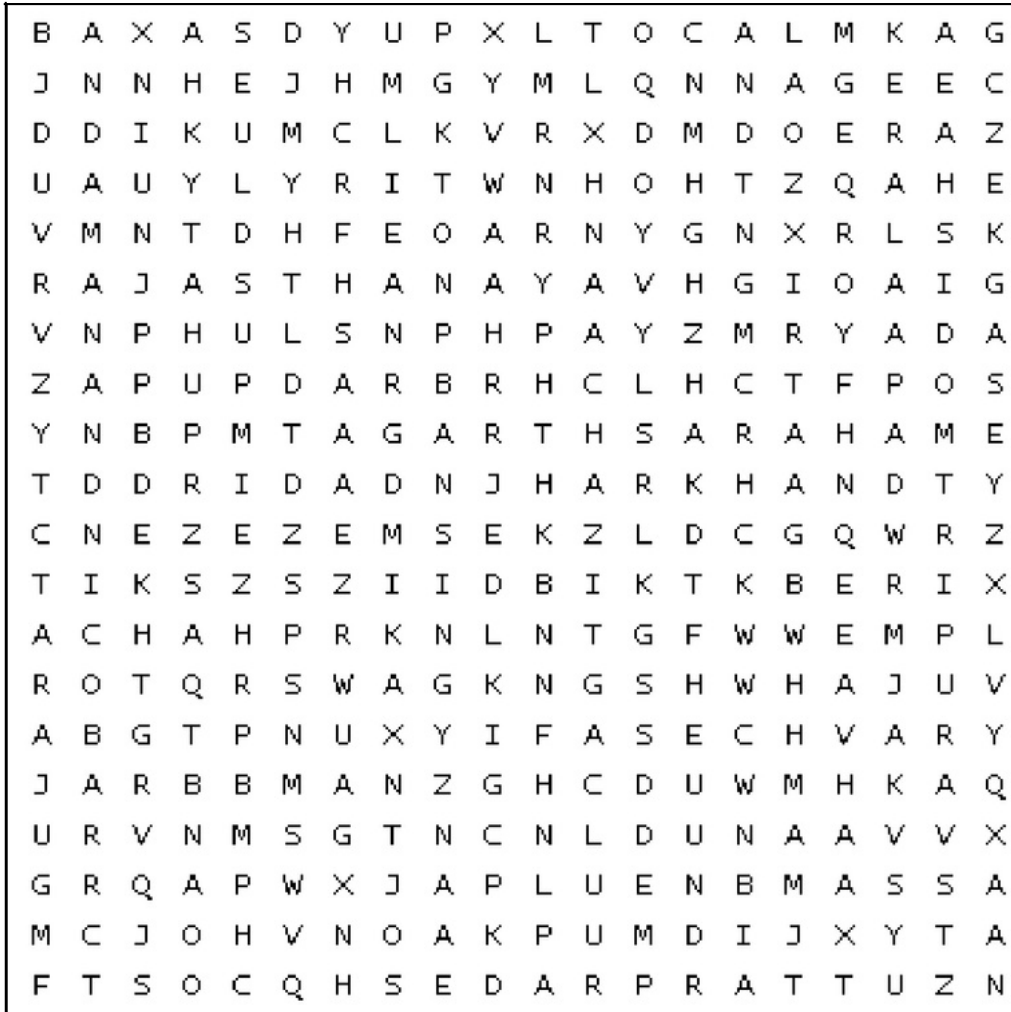 B A X A S D Y U P X L T O C A L M K A G
J N N H E J H M G Y M L Q N N A G E E C
D D I K U M C L K V R X D M D O E R A Z
U A U Y L Y R I T W N H O H T Z Q A H E
V M N T D H F E O A R N Y G N X R L S K
R A J A S T H A N A Y A V H G I O A I G
V N P H U L S N P H P A Y Z M R Y A D A
Z A P U P D A R B R H C L H C T F P O S
Y N B P M T A G A R T H S A R A H A M E
T D D R I D A D N J H A R K H A N D T Y
C N E Z E Z E M S E K Z L D C G Q W R Z
T I K S Z S Z I I D B I K T K B E R I X
A C H A H P R K N L N T G F W W E M P L
R O T Q R S W A G K N G S H W H A J U V
A B G T P N U X Y I F A S E C H V A R Y
J A R B B M A N Z G H C D U W M H K A Q
U R V N M S G T N C N L D U N A A V V X
G R Q A P W X J A P L U E N B M A S S A
M C J O H V N O A K P U M D I J X Y T A
F T S O C Q H S E D A R P R A T T U Z N